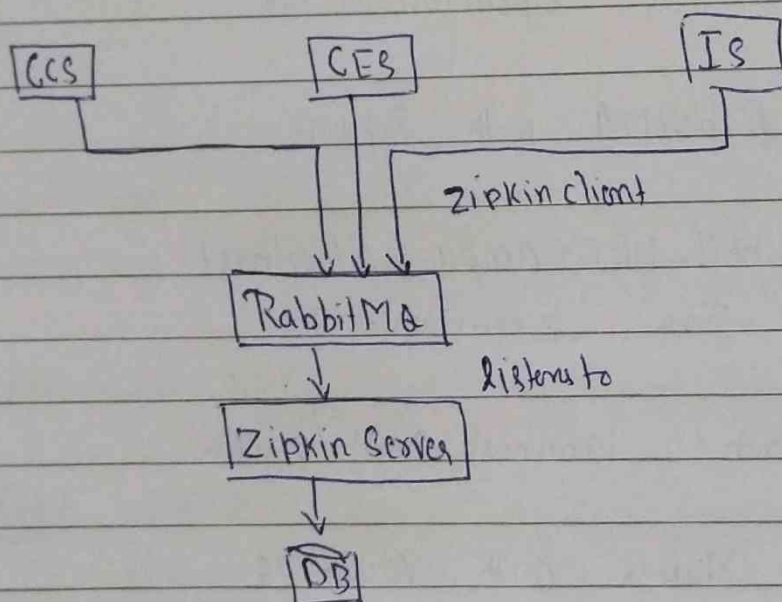 CCS
CES
IS
Zipkin client
RabbitMQ
listens to
Zipkin Server
DB